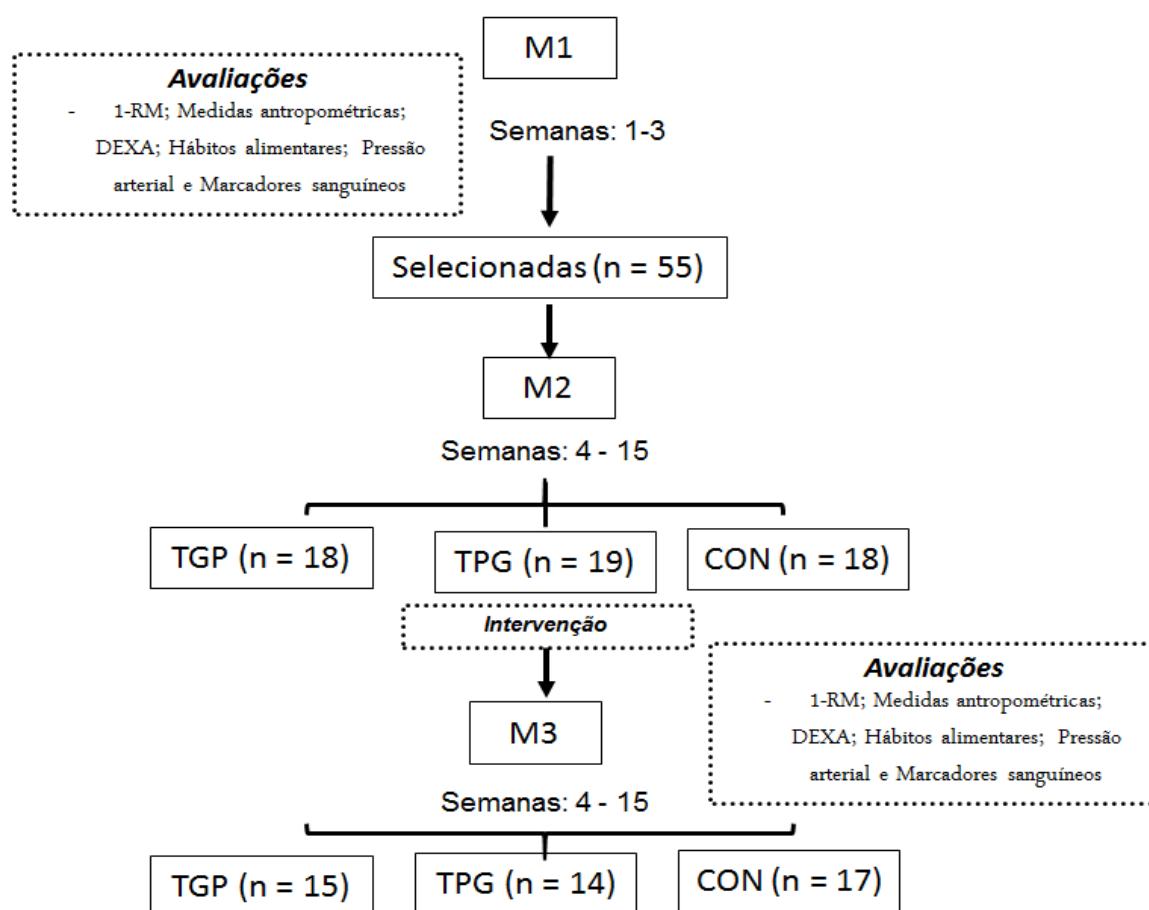 M1
Avaliações
- 1-RM; Medidas antropométricas;
DEXA; Hábitos alimentares; Pressão
arterial e Marcadores sanguíneos
Semanas: 1-3
Selecionadas (n = 55)
M2
Semanas: 4 - 15
TGP (n = 18)
TPG (n = 19)
CON (n = 18)
Intervenção
Avaliações
- 1-RM; Medidas antropométricas;
DEXA; Hábitos alimentares; Pressão
arterial e Marcadores sanguíneos
M3
Semanas: 4 - 15
TGP (n = 15)
TPG (n = 14)
CON (n = 17)